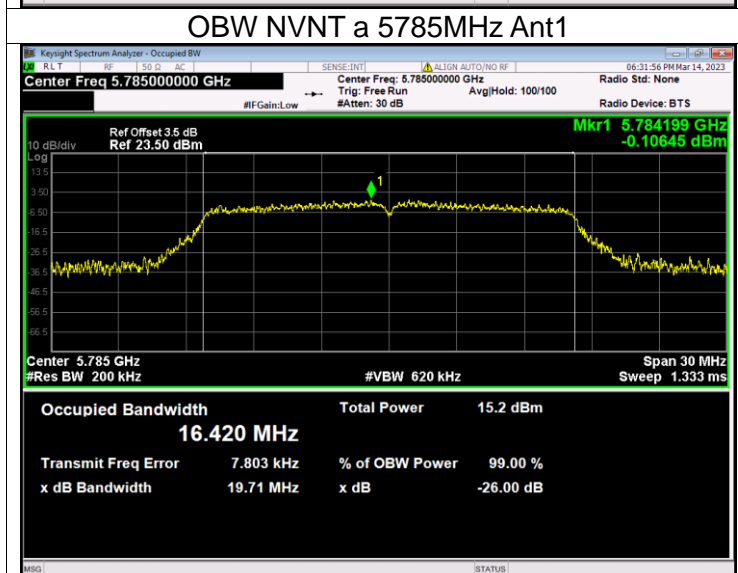 OBW NVNT a 5785MHz Ant1
Keysight Spectrum Analyzer - Occupied BW
LXI R L T RF 50 Ω AC SENSE:INT ALIGN AUTO/NO RF 06:31:56 PM Mar 14, 2023
Center Freq 5.785000000 GHz Center Freq: 5.785000000 GHz Radio Std: None
Trig: Free Run Avg|Hold: 100/100
#IFGain:Low #Atten: 30 dB Radio Device: BTS
Ref Offset 3.5 dB Mkr1 5.784199 GHz
10 dB/div Ref 23.50 dBm -0.10645 dBm
Log
13.5
1
3.50
-6.50
-16.5
-26.5
-36.5
-46.5
-56.5
-66.5
Center 5.785 GHz Span 30 MHz
#Res BW 200 kHz #VBW 620 kHz Sweep 1.333 ms
Occupied Bandwidth Total Power 15.2 dBm
16.420 MHz
Transmit Freq Error 7.803 kHz % of OBW Power 99.00 %
x dB Bandwidth 19.71 MHz x dB -26.00 dB
MSG STATUS